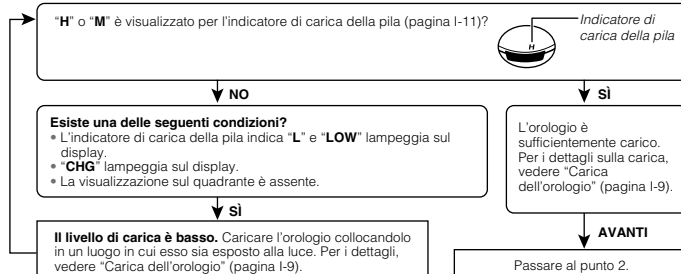 “H” o “M” è visualizzato per l'indicatore di carica della pila (pagina I-11)?
Indicatore di
carica della pila
H
NO
SÌ
Esiste una delle seguenti condizioni?
• L'indicatore di carica della pila indica “L” e “LOW” lampeggia sul
display.
• “CHG” lampeggia sul display.
• La visualizzazione sul quadrante è assente.
L'orologio è
sufficientemente carico.
Per i dettagli sulla carica,
vedere “Carica
dell'orologio” (pagina I-9).
SÌ
AVANTI
Il livello di carica è basso. Caricare l'orologio collocandolo
in un luogo in cui esso sia esposto alla luce. Per i dettagli,
vedere “Carica dell'orologio” (pagina I-9).
Passare al punto 2.